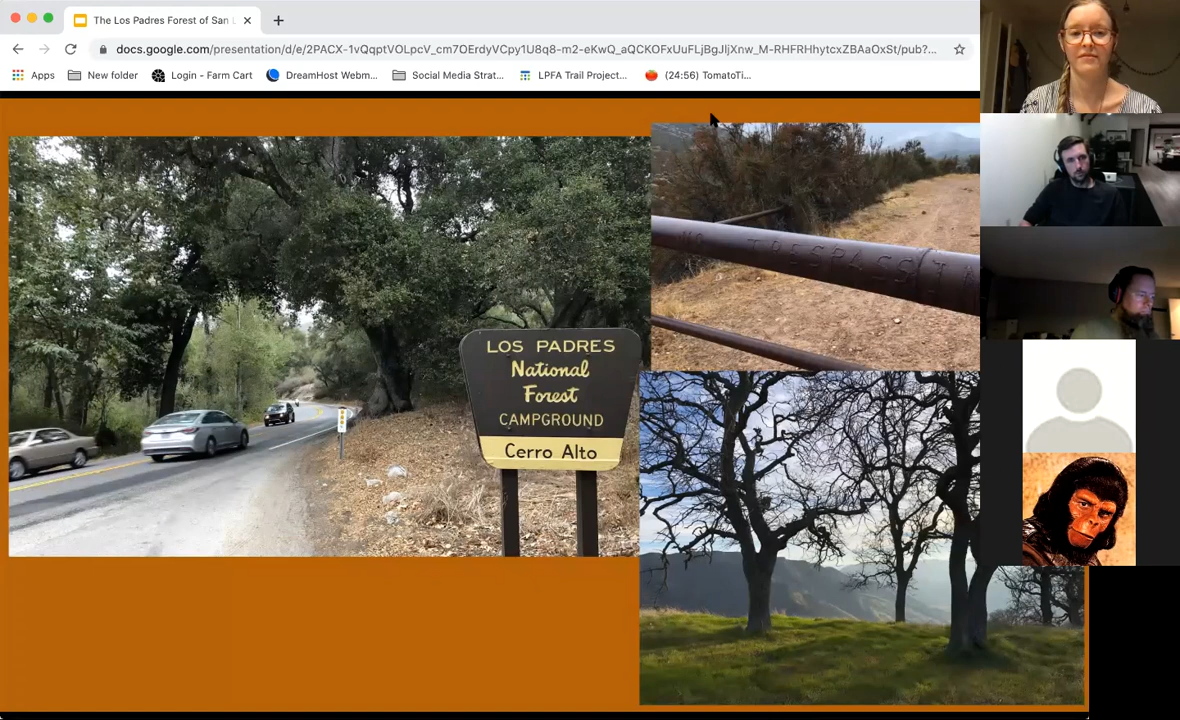 The Los Padres Forest of San L
docs.google.com/presentation/d/e/2PACX-1vQqptVOLpcV_cm7OErdyVCpy1U8q8-m2-eKwQ_aQCKOFxUuFLjBgJljXnw_M-RHFRHhytcxZBAaOxSt/pub?...
Apps New folder Login - Farm Cart DreamHost Webm... Social Media Strat... LPFA Trail Project... (24:56) TomatoTi...
NO TRESPASSIN
LOS PADRES
National
Forest
CAMPGROUND
Cerro Alto